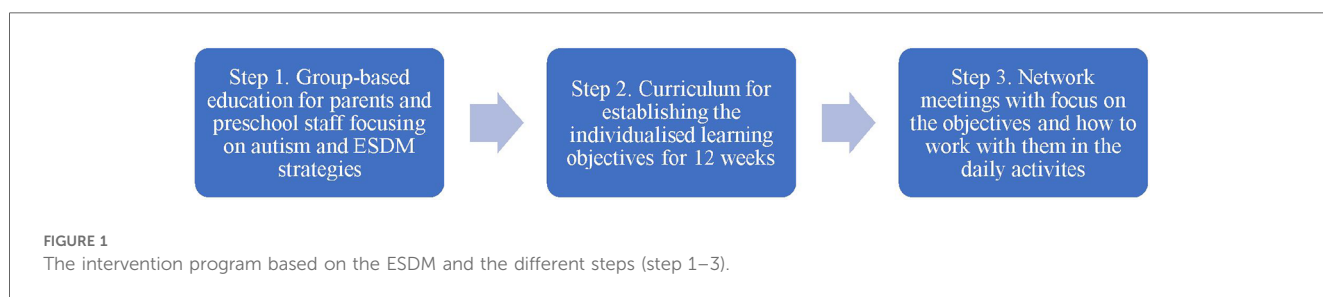 Step 1. Group-based
education for parents and
preschool staff focusing
on autism and ESDM
strategies
Step 2. Curriculum for
establishing the
individualised learning
objectives for 12 weeks
Step 3. Network
meetings with focus on
the objectives and how to
work with them in the
daily activites
FIGURE 1
The intervention program based on the ESDM and the different steps (step 1–3).